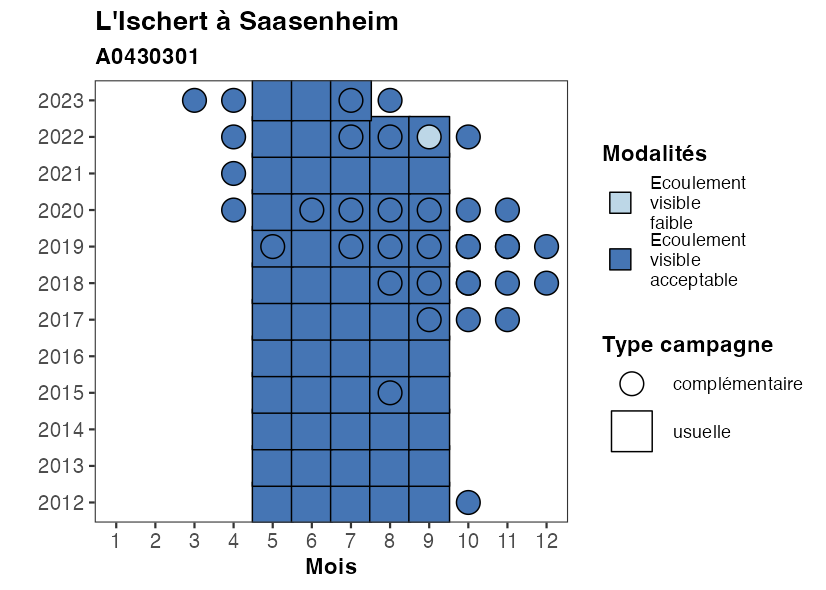 L'Ischert à Saasenheim
A0430301
2023
2022
2021
2020
2019
2018
2017
2016
2015
2014
2013
2012
1 2 3 4 5 6 7 8 9 10 11 12
Mois
Modalités
Ecoulement
visible
faible
Ecoulement
visible
acceptable
Type campagne
complémentaire
usuelle